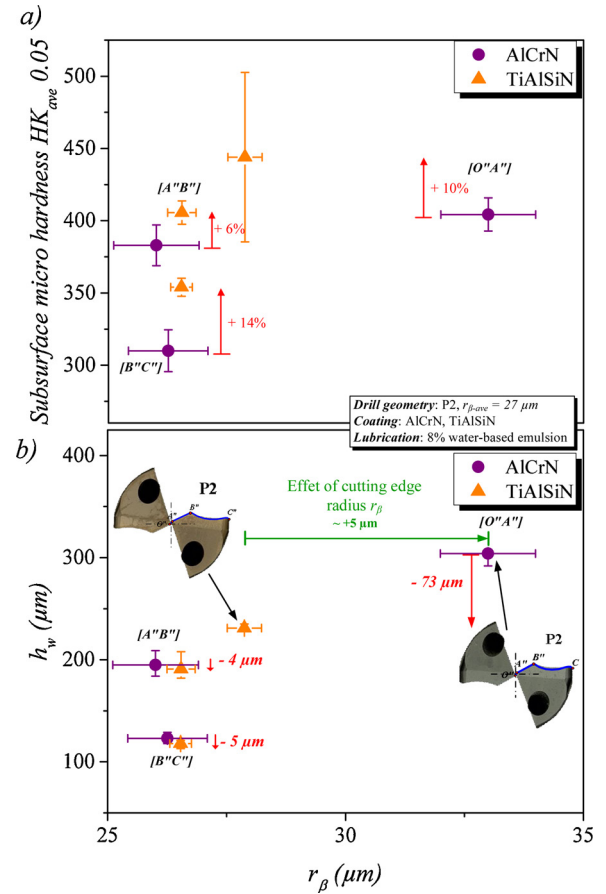 a)
AlCrN
TiAlSiN
Subsurface micro hardness HKave 0.05
500
450
400
350
300
[A"B"]
[O"A"]
+ 10%
+ 6%
+ 14%
[B"C"]
Drill geometry: P2, rβ-ave = 27 μm
Coating: AlCrN, TiAlSiN
Lubrication: 8% water-based emulsion
b)
AlCrN
TiAlSiN
hw (μm)
400
300
200
100
P2
B"
C"
A"
O"
Effet of cutting edge
radius rβ
~ +5 μm
[O"A"]
- 73 μm
[A"B"]
- 4 μm
P2
A"
B"
C
O"
- 5 μm
[B"C"]
25
30
35
rβ (μm)